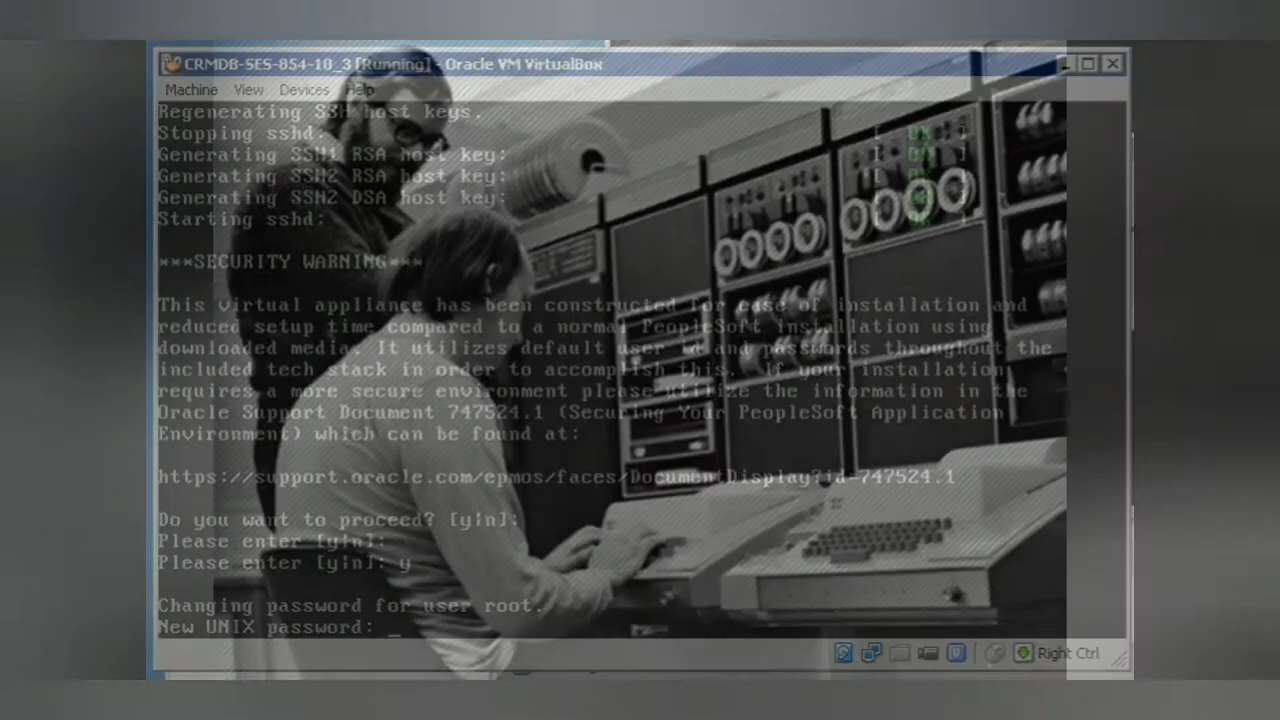 CRMDB-SES-854-10_3 [Running] - Oracle VM VirtualBox
Machine View Devices Help
Regenerating SSH host keys.
Stopping sshd: [ OK ]
Generating SSH1 RSA host key: [ OK ]
Generating SSH2 RSA host key: [ OK ]
Generating SSH2 DSA host key: [ OK ]
Starting sshd: [ OK ]
***SECURITY WARNING***
This virtual appliance has been constructed for ease of installation and
reduced setup time compared to a normal PeopleSoft installation using
downloaded media. It utilizes default user id and passwords throughout the
included tech stack in order to accomplish this. If your installation
requires a more secure environment please utilize the information in the
Oracle Support Document 747524.1 (Securing Your PeopleSoft Application
Environment) which can be found at:
https://support.oracle.com/epmos/faces/DocumentDisplay?id=747524.1
Do you want to proceed? [y|n]:
Please enter [y|n]:
Please enter [y|n]: y
Changing password for user root.
New UNIX password: _
Right Ctrl